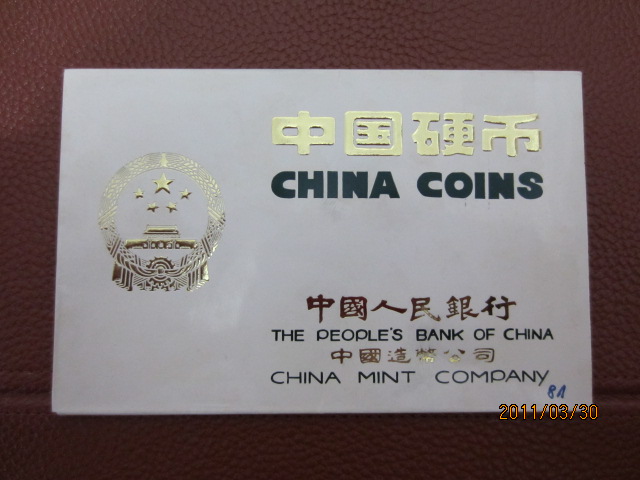 中国硬币
CHINA COINS
中國人民銀行
THE PEOPLE'S BANK OF CHINA
中國造幣公司
CHINA MINT COMPANY
81
2011/03/30